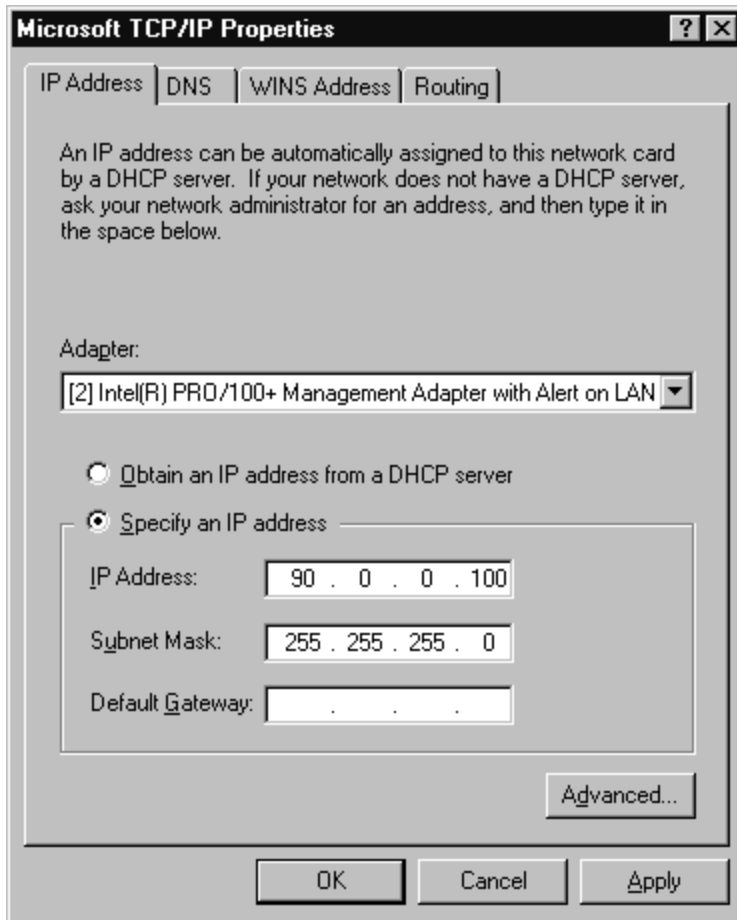 Microsoft TCP/IP Properties
IP Address DNS WINS Address Routing
An IP address can be automatically assigned to this network card
by a DHCP server. If your network does not have a DHCP server,
ask your network administrator for an address, and then type it in
the space below.
Adapter:
[2] Intel(R) PRO/100+ Management Adapter with Alert on LAN
Obtain an IP address from a DHCP server
Specify an IP address
IP Address: 90 . 0 . 0 . 100
Subnet Mask: 255 . 255 . 255 . 0
Default Gateway: . . .
Advanced...
OK Cancel Apply